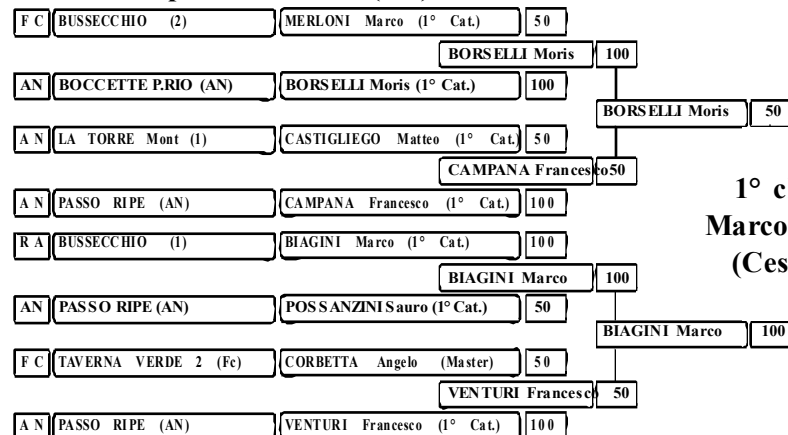 F C BUSSECCHIO (2) MERLONI Marco (1° Cat.) 50
BORSELLI Moris 100
AN BOCCETTE P.RIO (AN) BORSELLI Moris (1° Cat.) 100
BORSELLI Moris 50
A N LA TORRE Mont (1) CASTIGLIEGO Matteo (1° Cat.) 50
CAMPANA Francesco 50
1° c
A N PASSO RIPE (AN) CAMPANA Francesco (1° Cat.) 100
Marco
R A BUSSECCHIO (1) BIAGINI Marco (1° Cat.) 100
(Ces
BIAGINI Marco 100
AN PASSO RIPE (AN) POSSANZINI Sauro (1° Cat.) 50
BIAGINI Marco 100
F C TAVERNA VERDE 2 (Fc) CORBETTA Angelo (Master) 50
VENTURI Francesco 50
A N PASSO RIPE (AN) VENTURI Francesco (1° Cat.) 100